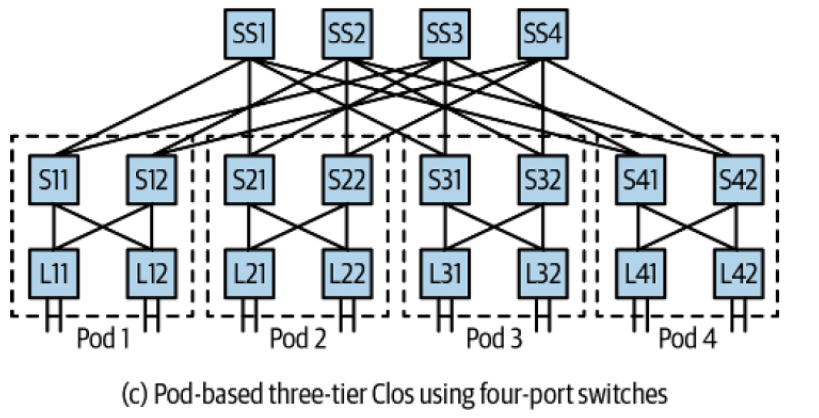 SS1 SS2 SS3 SS4
S11 S12 S21 S22 S31 S32 S41 S42
L11 L12 L21 L22 L31 L32 L41 L42
Pod 1 Pod 2 Pod 3 Pod 4
(c) Pod-based three-tier Clos using four-port switches